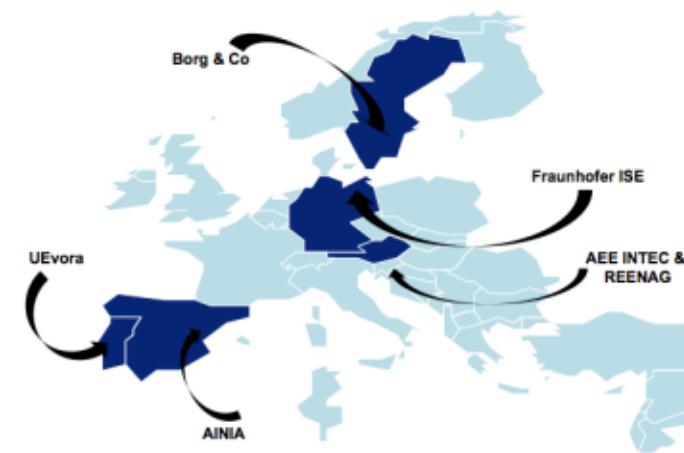 Borg & Co
Fraunhofer ISE
UEvora
AEE INTEC &
REENAG
AINIA